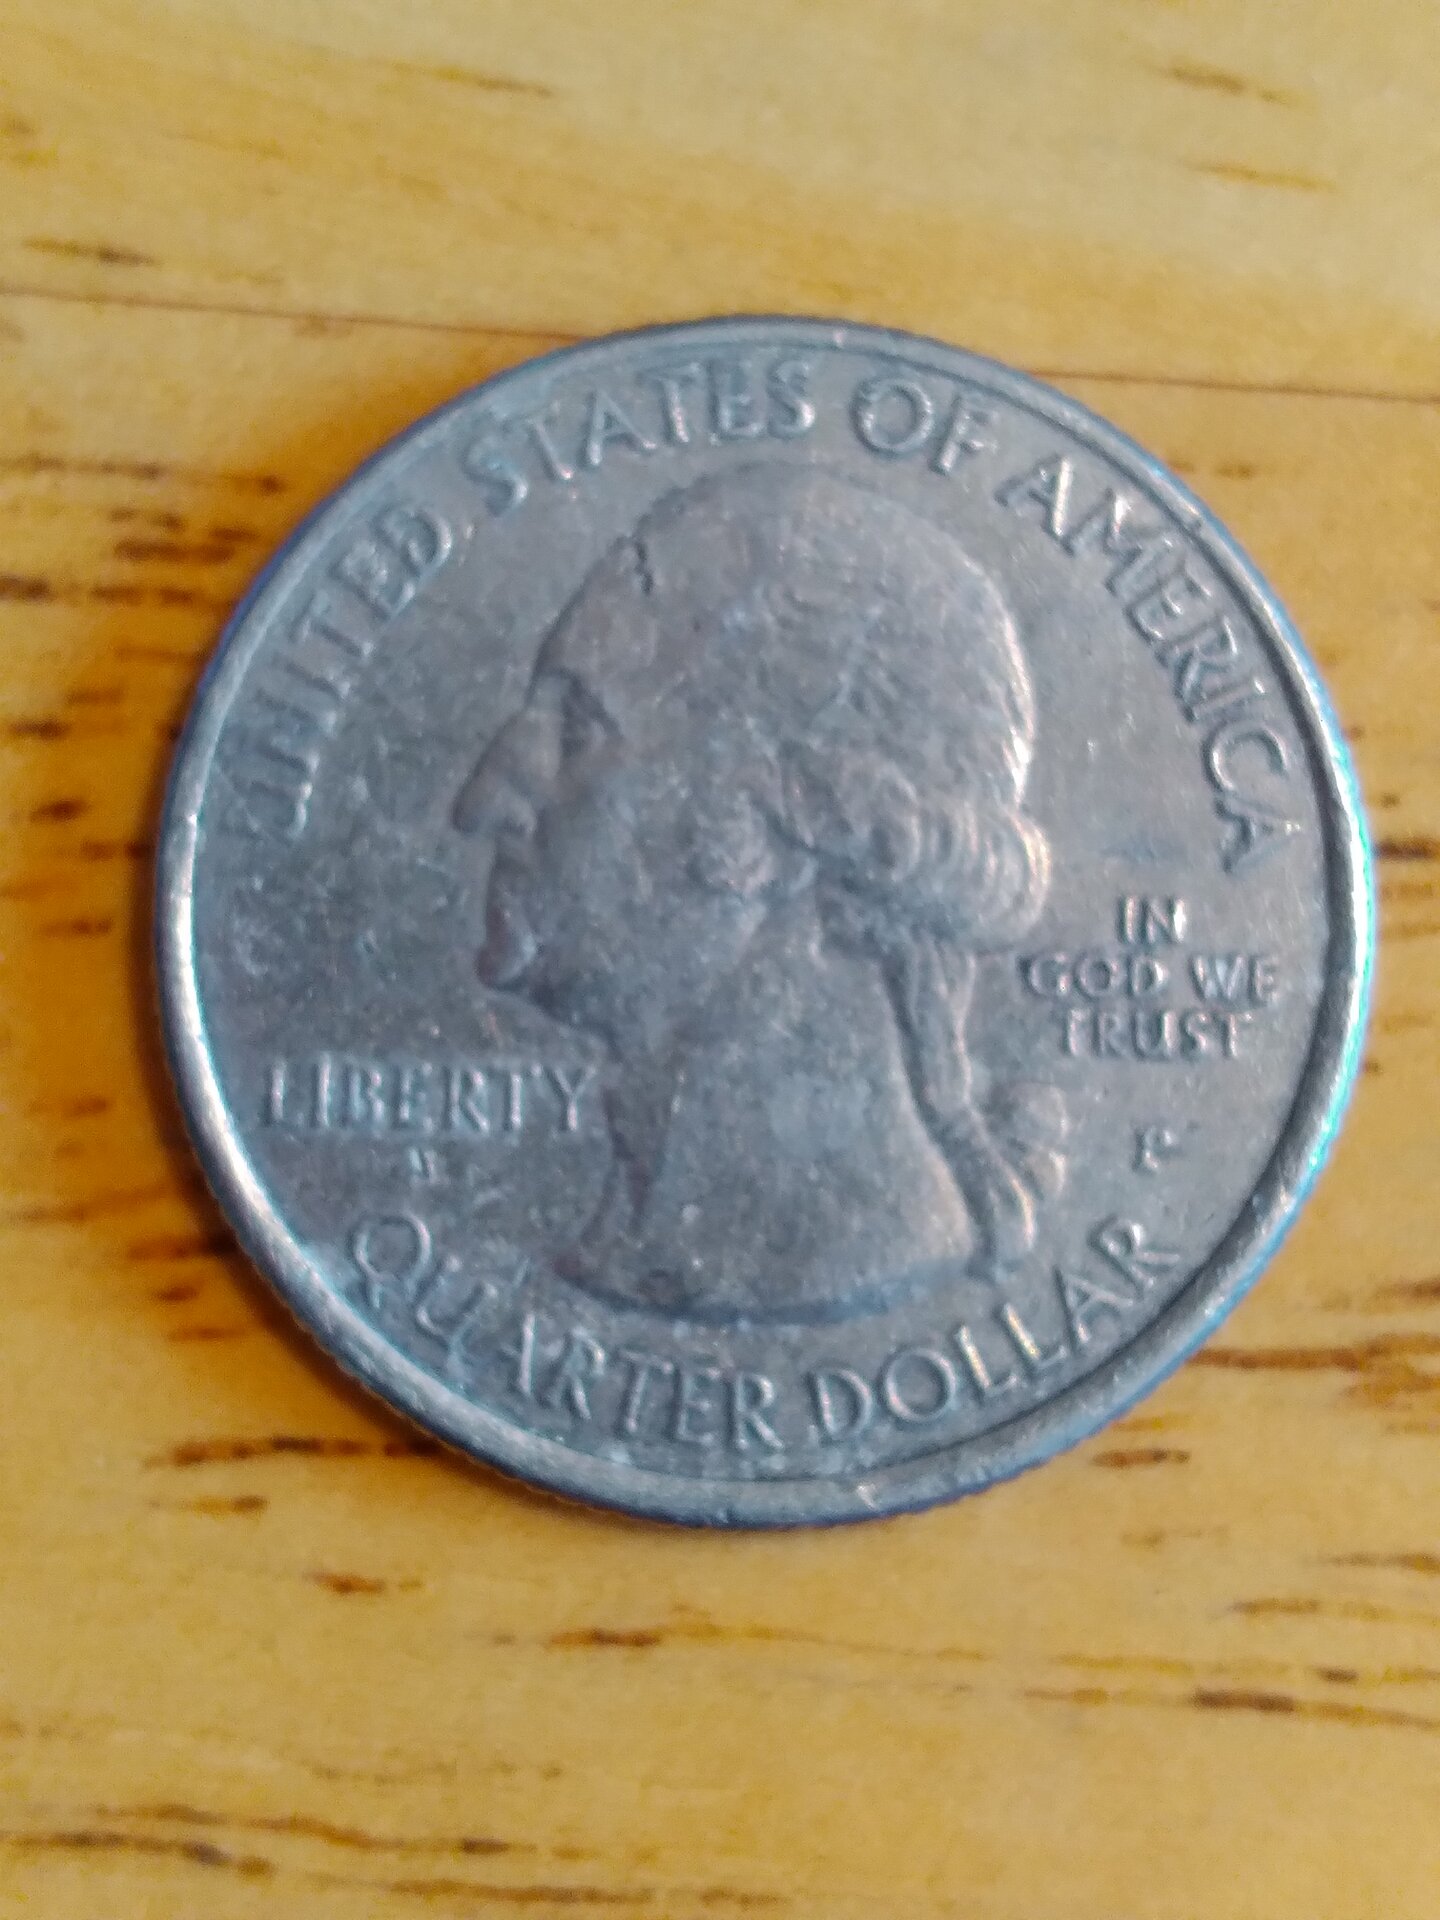 UNITED STATES OF AMERICA
IN
GOD WE
TRUST
LIBERTY
P
QUARTER DOLLAR